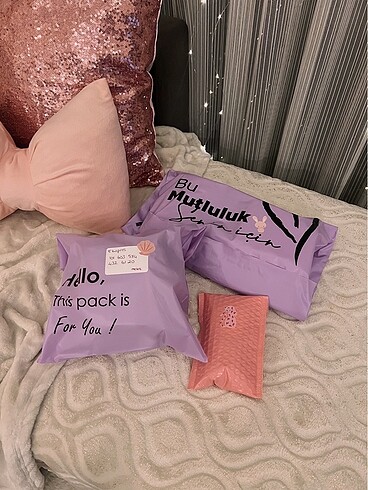 Bu
Mutluluk
Senin için
Hello,
This pack is
For You !